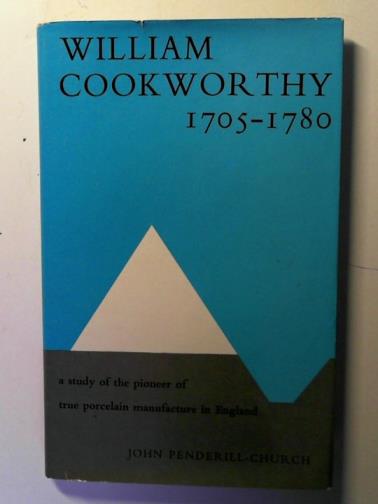 WILLIAM
COOKWORTHY
1705-1780
a study of the pioneer of
true porcelain manufacture in England
JOHN PENDERILL-CHURCH